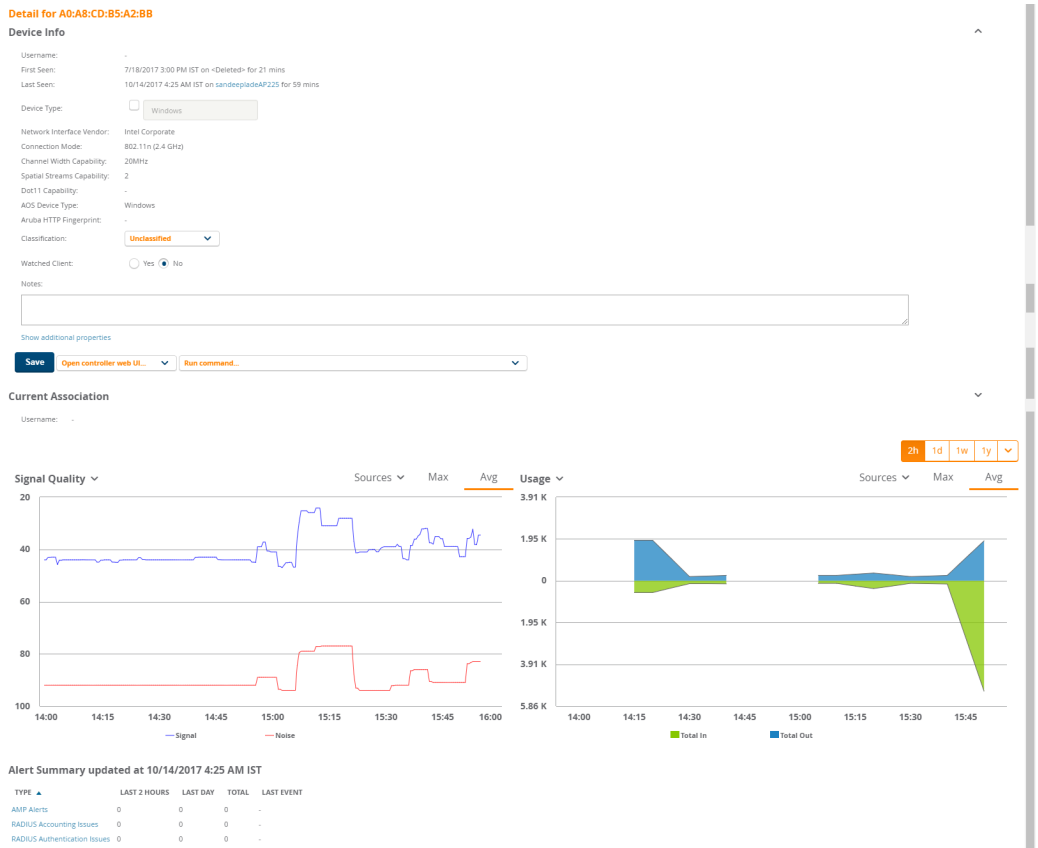 Detail for A0:A8:CD:B5:A2:BB
Device Info
Username: -
First Seen: 7/18/2017 3:00 PM IST on <Deleted> for 21 mins
Last Seen: 10/14/2017 4:25 AM IST on sandeepladeAP225 for 59 mins
Device Type: Windows
Network Interface Vendor: Intel Corporate
Connection Mode: 802.11n (2.4 GHz)
Channel Width Capability: 20MHz
Spatial Streams Capability: 2
Dot11 Capability: -
AOS Device Type: Windows
Aruba HTTP Fingerprint: -
Classification: Unclassified
Watched Client: Yes No
Notes:
Show additional properties
Save Open controller web UI... Run command...
Current Association
Username: -
2h 1d 1w 1y
Signal Quality Sources Max Avg
20
40
60
80
100
14:00 14:15 14:30 14:45 15:00 15:15 15:30 15:45 16:00
Signal Noise
Usage Sources Max Avg
3.91 K
1.95 K
0
1.95 K
3.91 K
5.86 K
14:00 14:15 14:30 14:45 15:00 15:15 15:30 15:45
Total In Total Out
Alert Summary updated at 10/14/2017 4:25 AM IST
TYPE LAST 2 HOURS LAST DAY TOTAL LAST EVENT
AMP Alerts 0 0 0 -
RADIUS Accounting Issues 0 0 0 -
RADIUS Authentication Issues 0 0 0 -